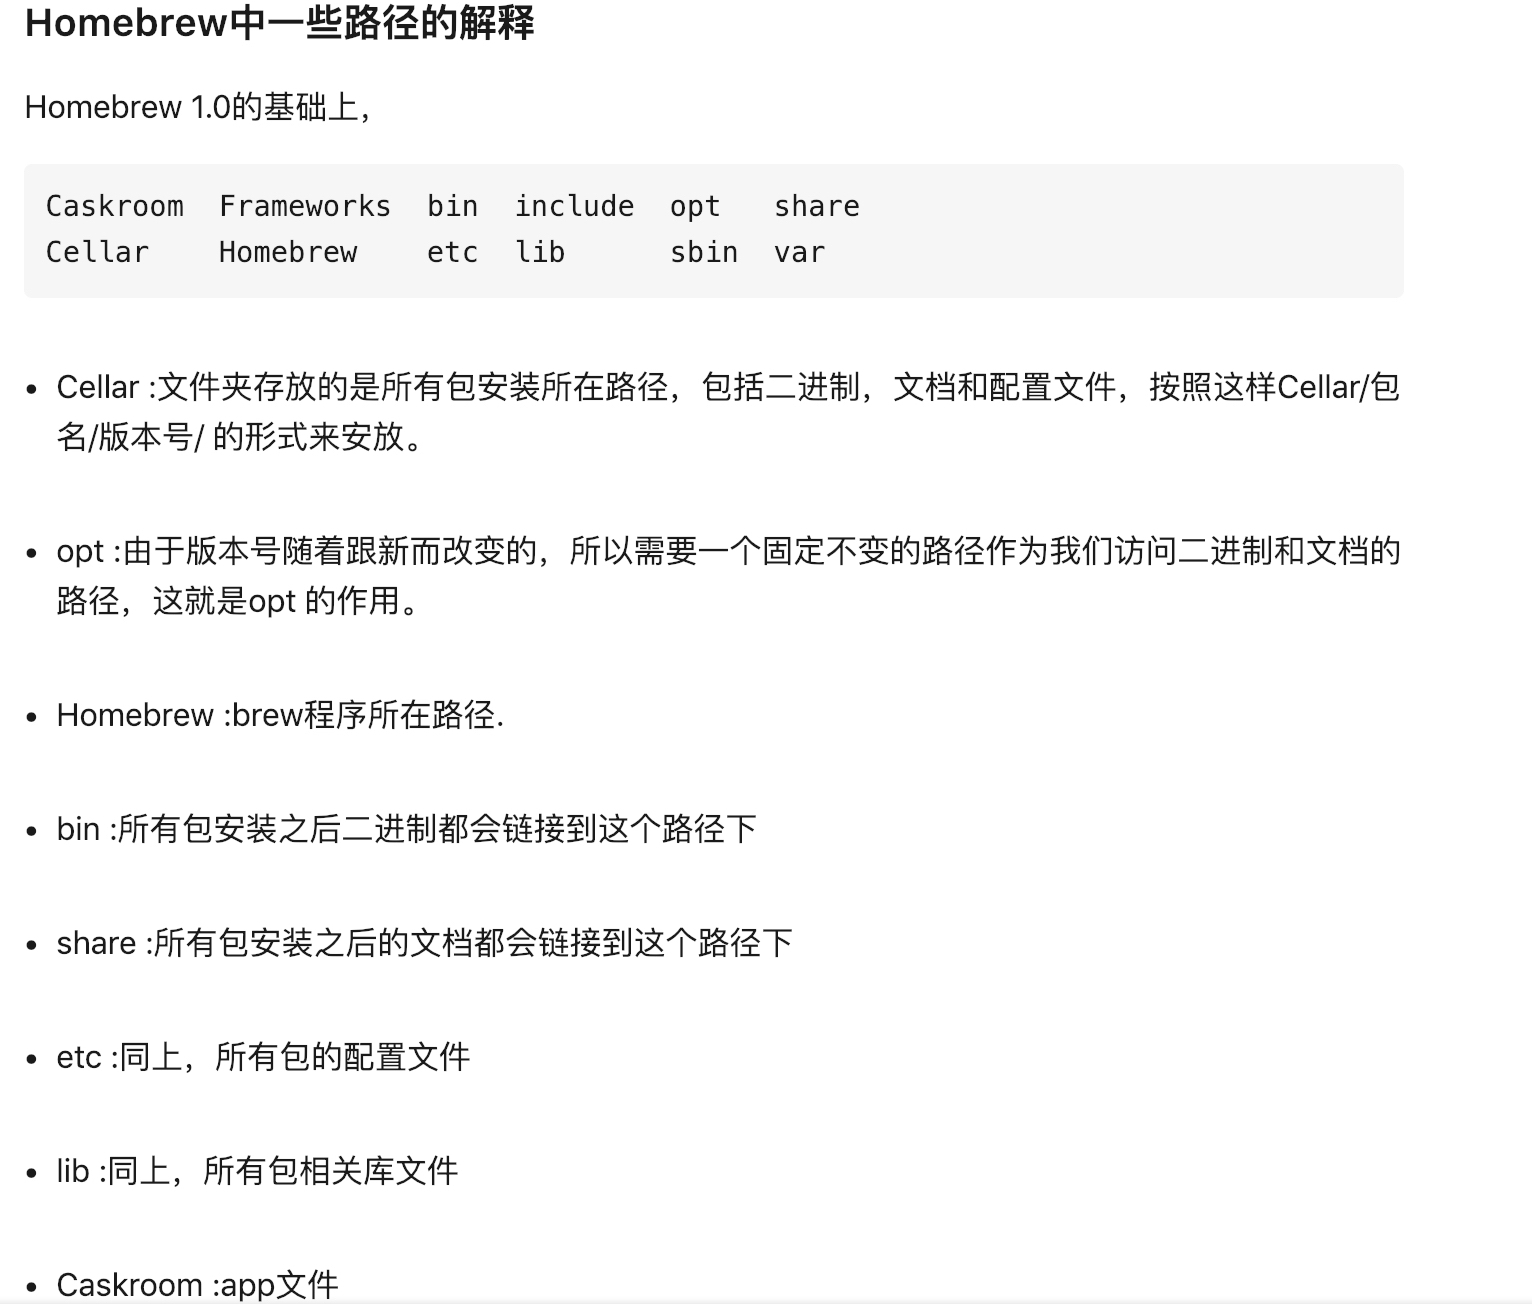 Homebrew中一些路径的解释
Homebrew 1.0的基础上，
Caskroom  Frameworks  bin  include  opt   share
Cellar    Homebrew    etc  lib      sbin  var
• Cellar :文件夹存放的是所有包安装所在路径，包括二进制，文档和配置文件，按照这样Cellar/包
名/版本号/ 的形式来安放。
• opt :由于版本号随着跟新而改变的，所以需要一个固定不变的路径作为我们访问二进制和文档的
路径，这就是opt 的作用。
• Homebrew :brew程序所在路径.
• bin :所有包安装之后二进制都会链接到这个路径下
• share :所有包安装之后的文档都会链接到这个路径下
• etc :同上，所有包的配置文件
• lib :同上，所有包相关库文件
• Caskroom :app文件